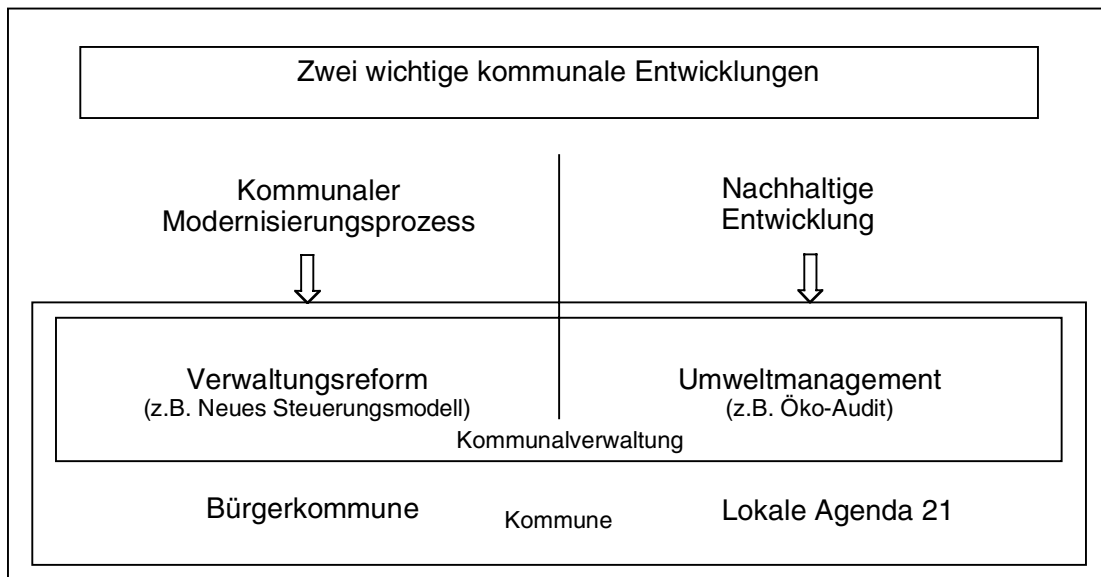 Zwei wichtige kommunale Entwicklungen
Kommunaler
Modernisierungsprozess
Nachhaltige
Entwicklung
Verwaltungsreform
(z.B. Neues Steuerungsmodell)
Umweltmanagement
(z.B. Öko-Audit)
Kommunalverwaltung
Bürgerkommune
Kommune
Lokale Agenda 21